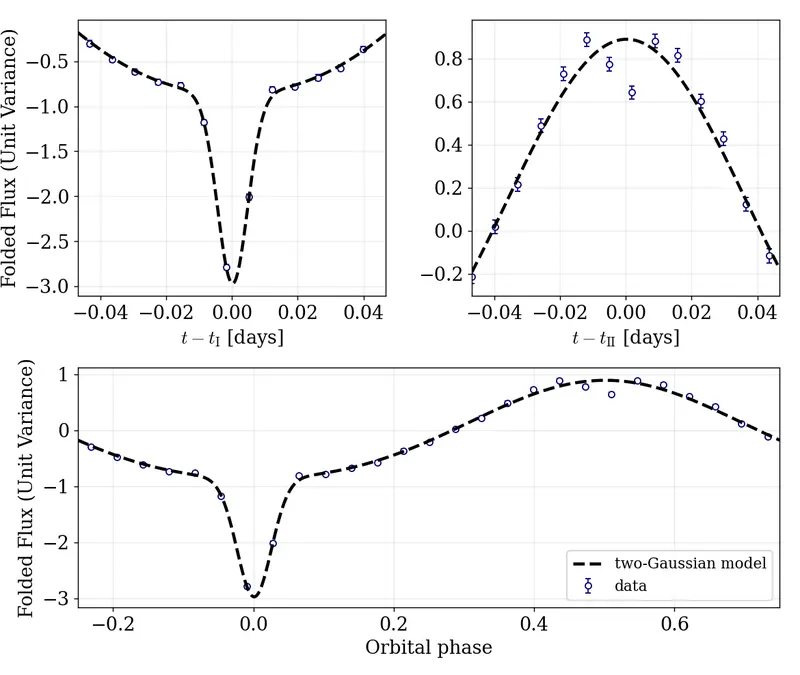 Folded Flux (Unit Variance)
−0.5
−1.0
−1.5
−2.0
−2.5
−3.0
−0.04 −0.02 0.00 0.02 0.04
t − tI [days]
0.8
0.6
0.4
0.2
0.0
−0.2
−0.04 −0.02 0.00 0.02 0.04
t − tII [days]
Folded Flux (Unit Variance)
1
0
−1
−2
−3
−0.2 0.0 0.2 0.4 0.6
Orbital phase
two-Gaussian model
data